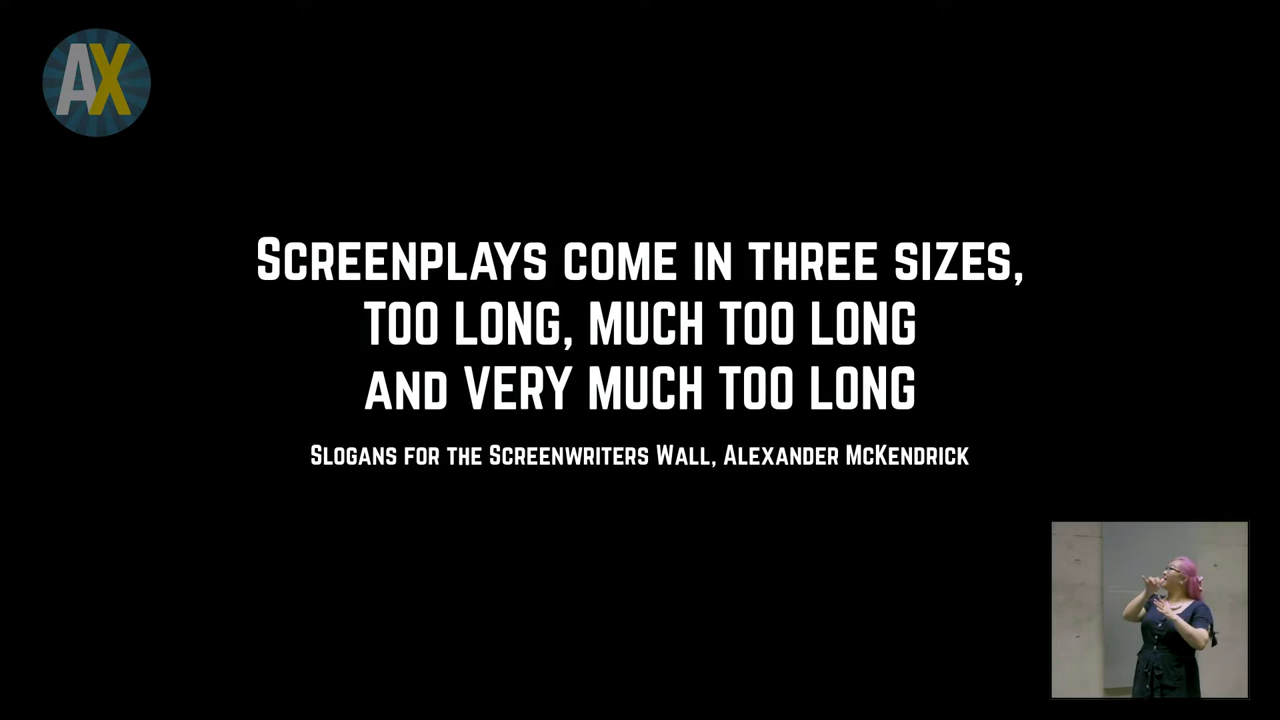 AX
Screenplays come in three sizes,
TOO LONG, MUCH TOO LONG
and VERY MUCH TOO LONG
Slogans for the Screenwriters Wall, Alexander McKendrick